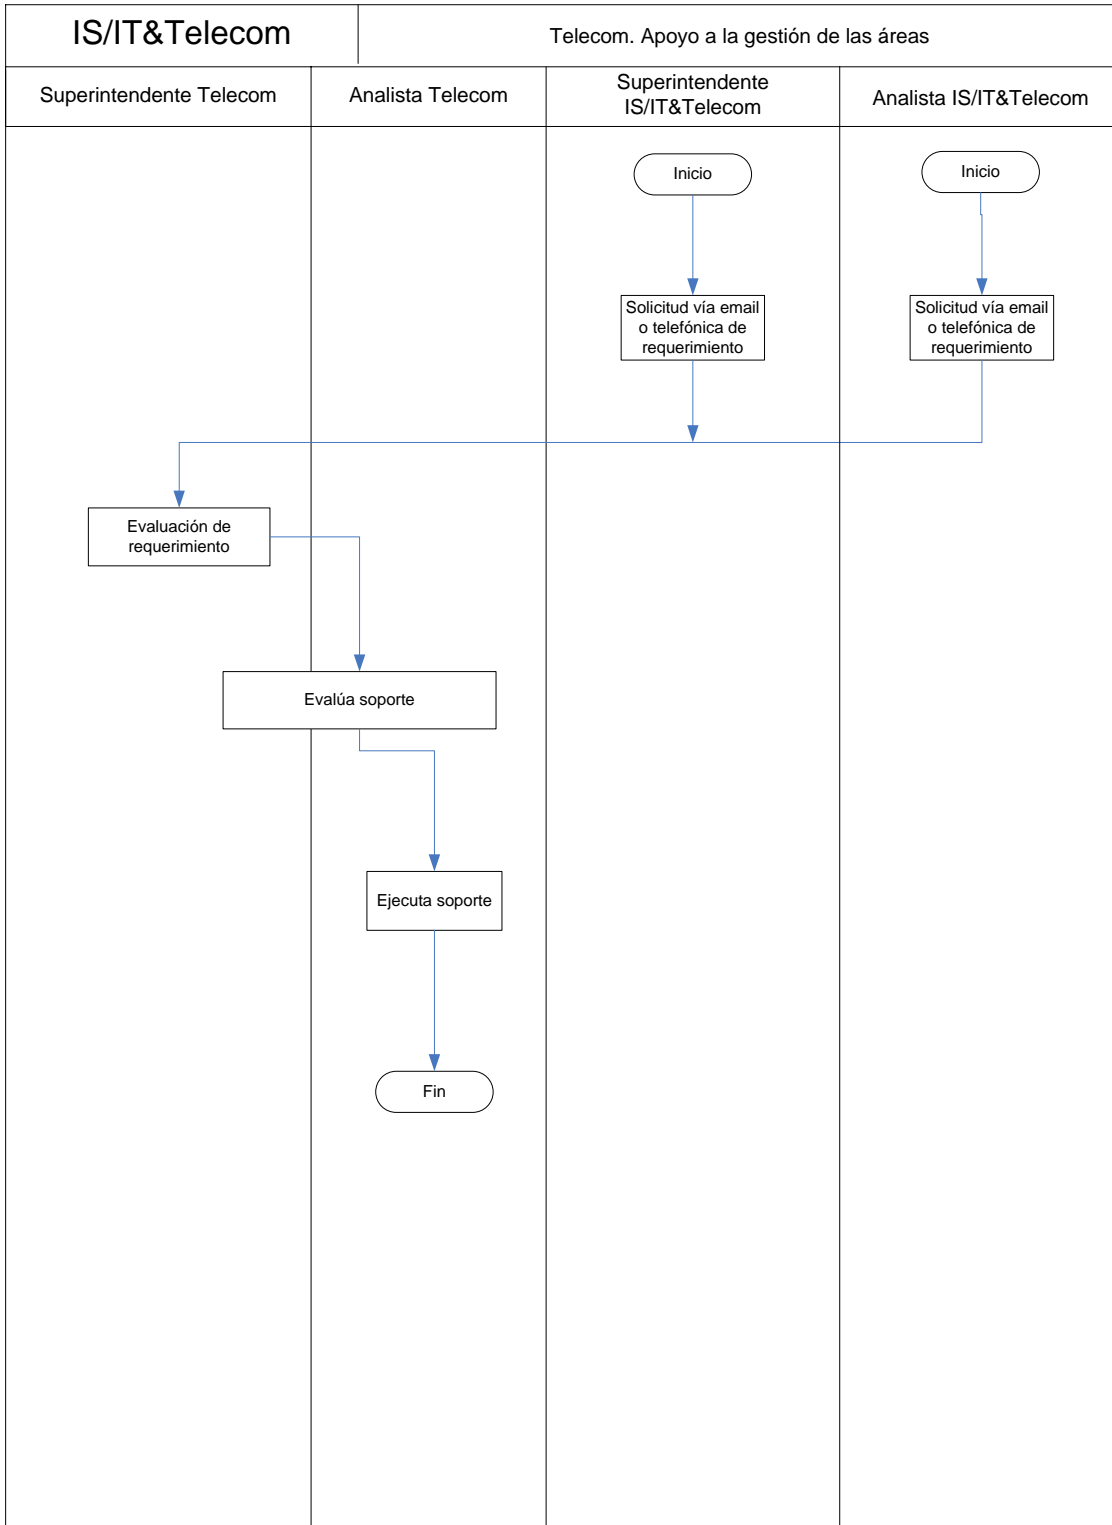 IS/IT&Telecom
Telecom. Apoyo a la gestión de las áreas
Superintendente Telecom
Analista Telecom
Superintendente
IS/IT&Telecom
Analista IS/IT&Telecom
Inicio
Inicio
Solicitud vía email
o telefónica de
requerimiento
Solicitud vía email
o telefónica de
requerimiento
Evaluación de
requerimiento
Evalúa soporte
Ejecuta soporte
Fin